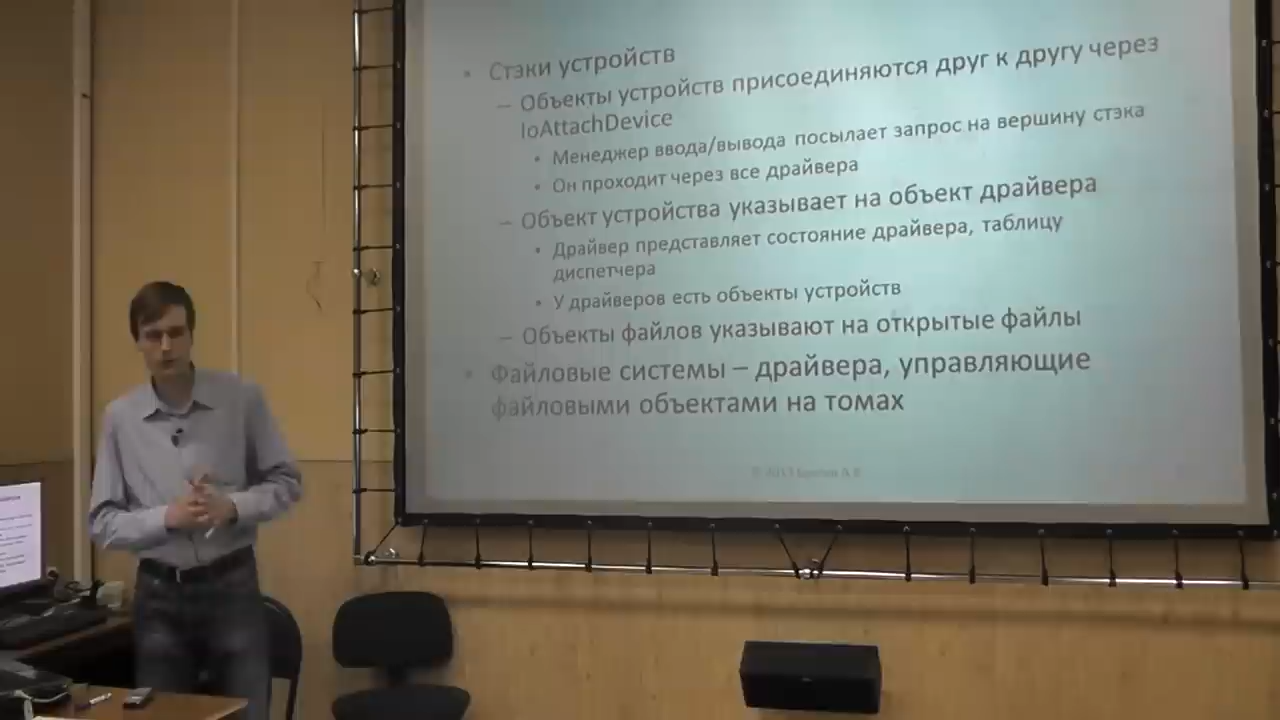 • Стэки устройств
– Объекты устройств присоединяются друг к другу через
IoAttachDevice
• Менеджер ввода/вывода посылает запрос на вершину стэка
• Он проходит через все драйвера
– Объект устройства указывает на объект драйвера
• Драйвер представляет состояние драйвера, таблицу
диспетчера
• У драйверов есть объекты устройств
– Объекты файлов указывают на открытые файлы
• Файловые системы – драйвера, управляющие
файловыми объектами на томах